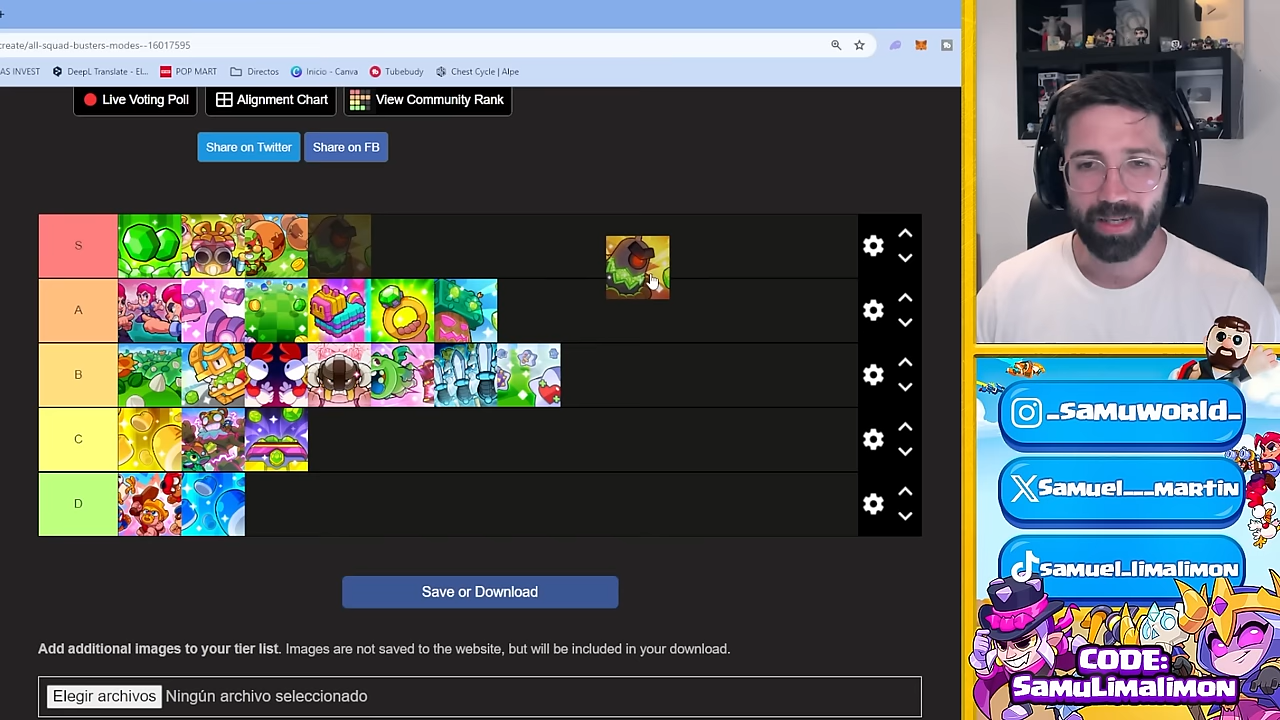 create/all-squad-busters-modes--16017595
AS INVEST
DeepL Translate - El...
POP MART
Directos
Inicio - Canva
Tubebudy
Chest Cycle | Alpe
Live Voting Poll
Alignment Chart
View Community Rank
Share on Twitter
Share on FB
S
A
B
C
D
Save or Download
Add additional images to your tier list. Images are not saved to the website, but will be included in your download.
Elegir archivos Ningún archivo seleccionado
_SAMUWORLD_
SAMUEL___MARTIN
SAMUEL_LIMALIMON
CODE:
SAMULIMALIMON